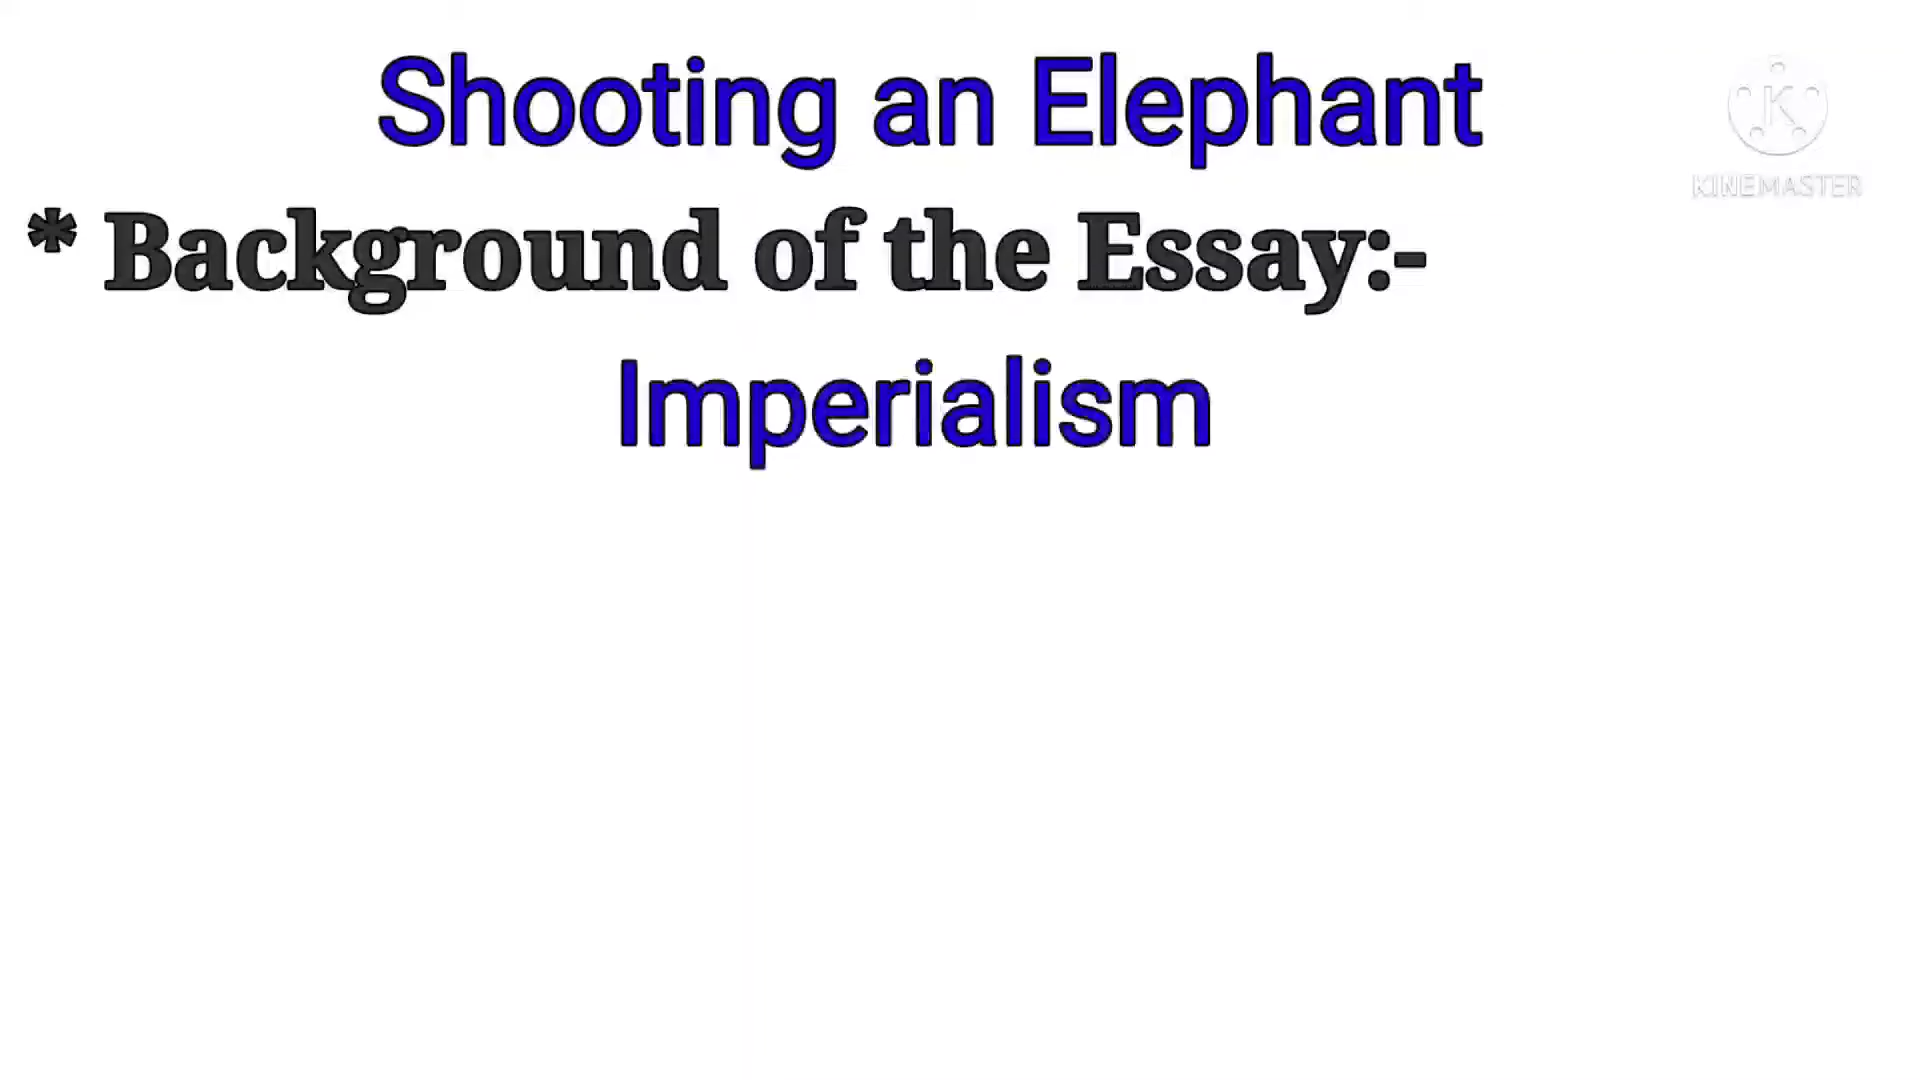 Shooting an Elephant
K
KINEMASTER
* Background of the Essay:-
Imperialism